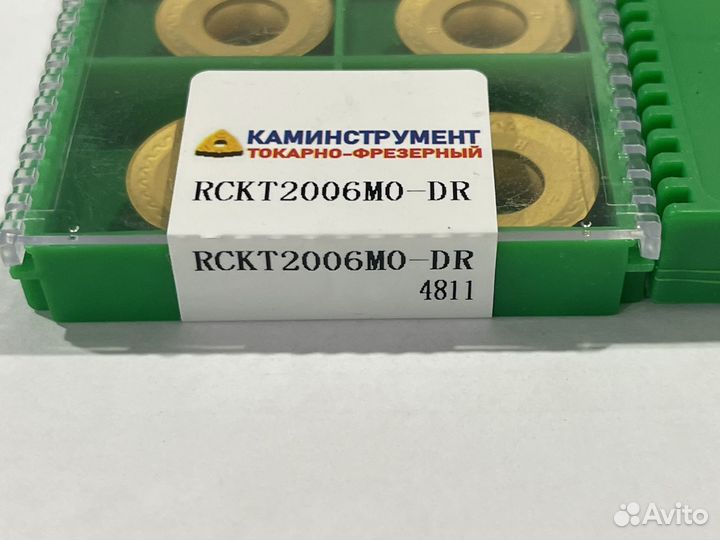 КАМИНСТРУМЕНТ
ТОКАРНО-ФРЕЗЕРНЫЙ
RCKT2006MO-DR
RCKT2006MO-DR
4811
Avito